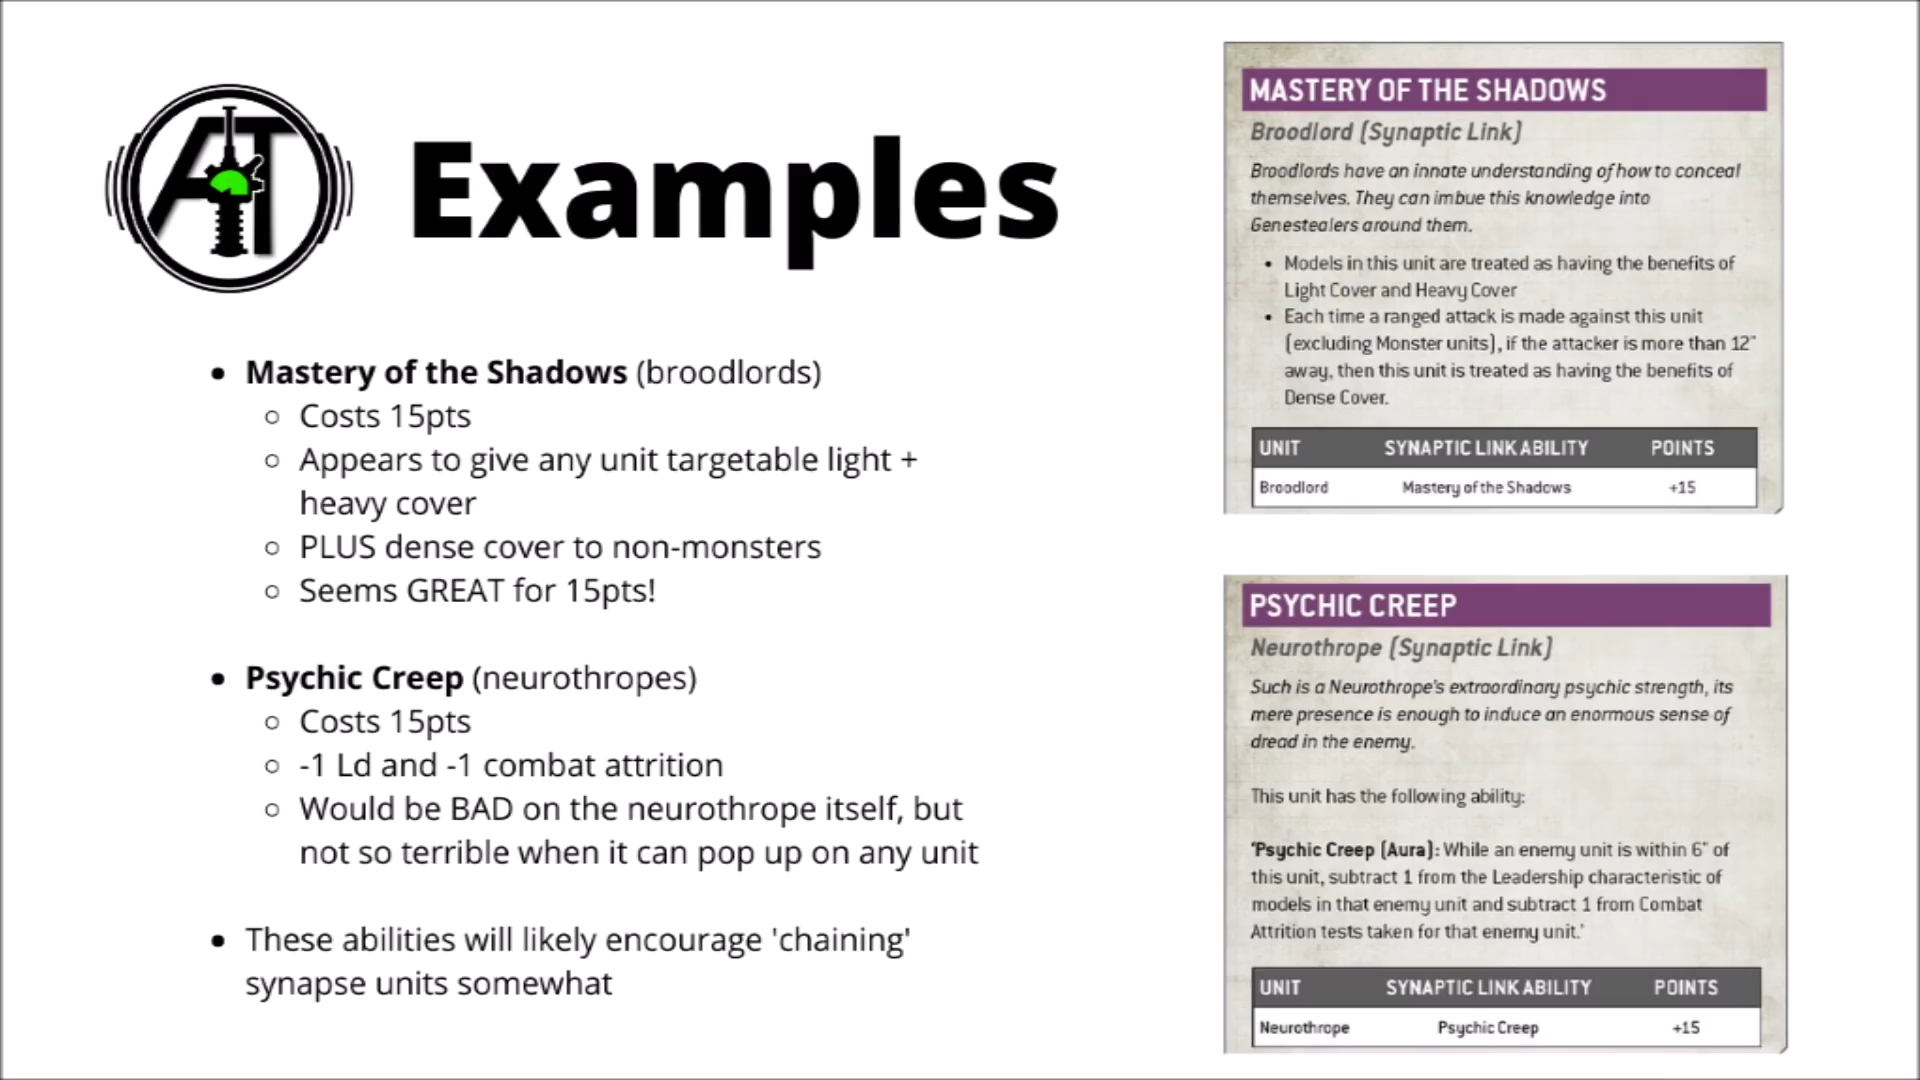 AT
Examples
• Mastery of the Shadows (broodlords)
○ Costs 15pts
○ Appears to give any unit targetable light +
heavy cover
○ PLUS dense cover to non-monsters
○ Seems GREAT for 15pts!
• Psychic Creep (neurothropes)
○ Costs 15pts
○ -1 Ld and -1 combat attrition
○ Would be BAD on the neurothrope itself, but
not so terrible when it can pop up on any unit
• These abilities will likely encourage 'chaining'
synapse units somewhat
MASTERY OF THE SHADOWS
Broodlord (Synaptic Link)
Broodlords have an innate understanding of how to conceal
themselves. They can imbue this knowledge into
Genestealers around them.
• Models in this unit are treated as having the benefits of
Light Cover and Heavy Cover
• Each time a ranged attack is made against this unit
(excluding Monster units), if the attacker is more than 12"
away, then this unit is treated as having the benefits of
Dense Cover.
UNIT SYNAPTIC LINK ABILITY POINTS
Broodlord Mastery of the Shadows +15
PSYCHIC CREEP
Neurothrope (Synaptic Link)
Such is a Neurothrope's extraordinary psychic strength, its
mere presence is enough to induce an enormous sense of
dread in the enemy.
This unit has the following ability:
'Psychic Creep (Aura): While an enemy unit is within 6" of
this unit, subtract 1 from the Leadership characteristic of
models in that enemy unit and subtract 1 from Combat
Attrition tests taken for that enemy unit.'
UNIT SYNAPTIC LINK ABILITY POINTS
Neurothrope Psychic Creep +15